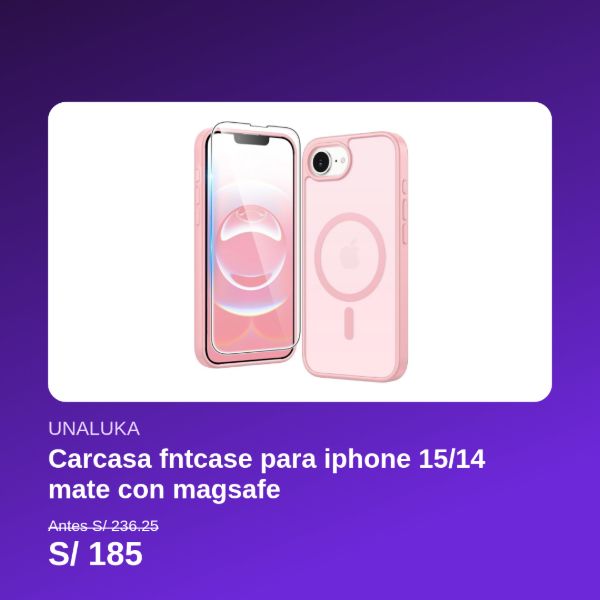 UNALUKA
Carcasa fntcase para iphone 15/14
mate con magsafe
Antes S/ 236.25
S/ 185